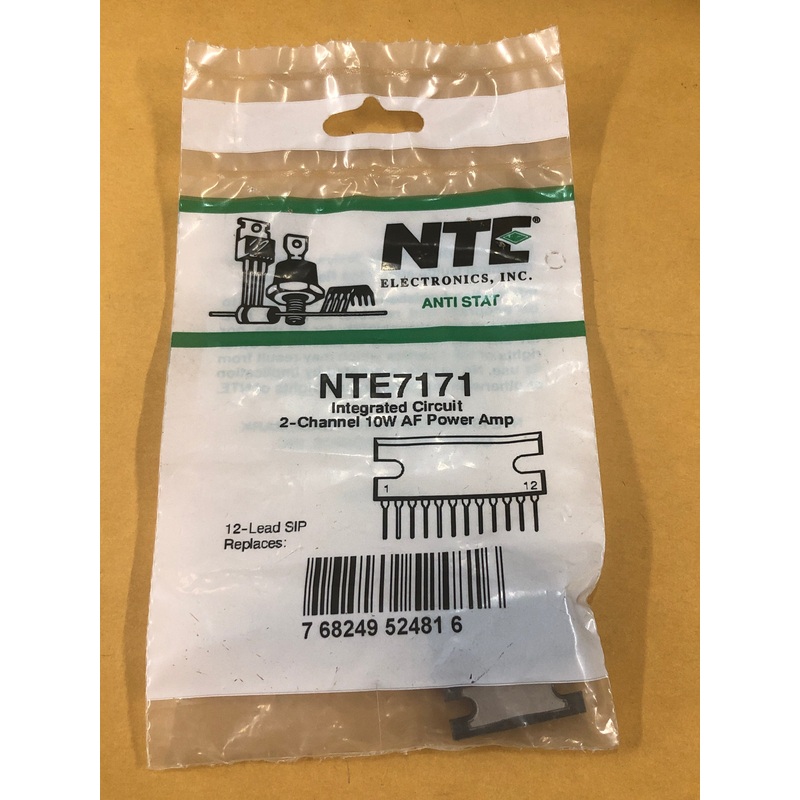 NTE®
ELECTRONICS, INC.
ANTI STAT
NTE7171
Integrated Circuit
2-Channel 10W AF Power Amp
1 12
12-Lead SIP
Replaces:
7 68249 52481 6